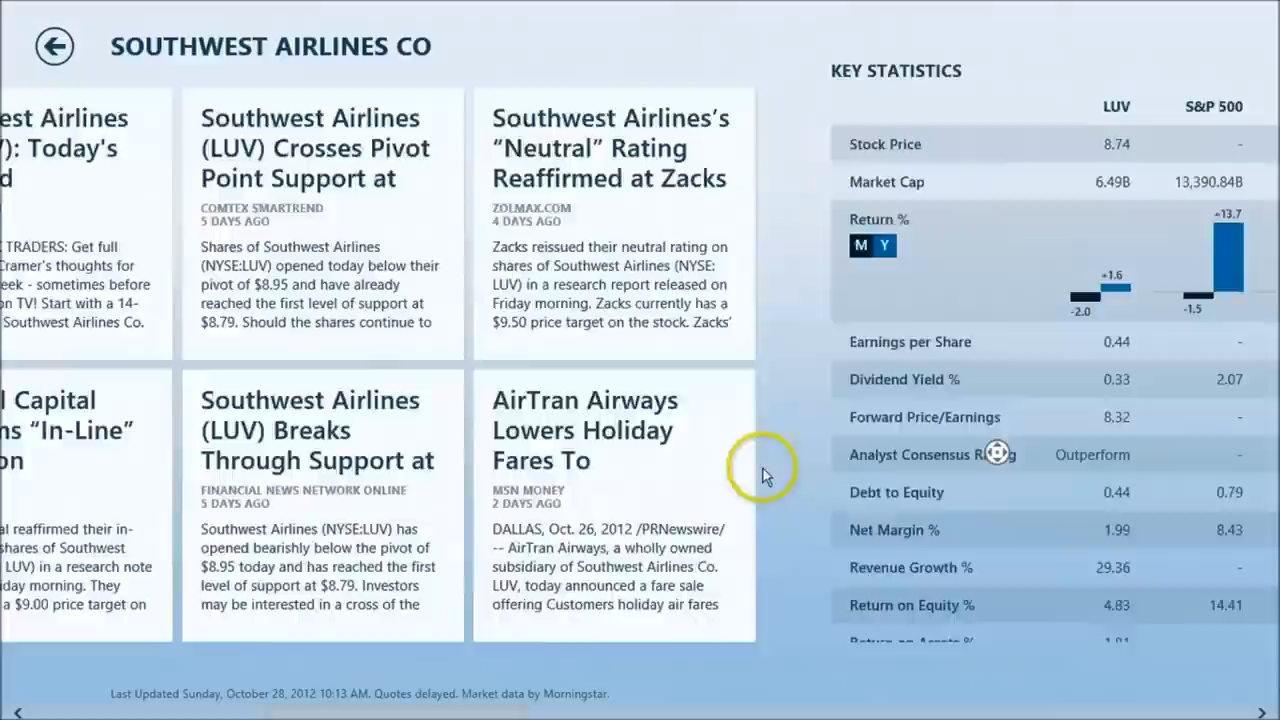 SOUTHWEST AIRLINES CO
est Airlines
): Today's
d
TRADERS: Get full
Cramer's thoughts for
eek - sometimes before
on TV! Start with a 14-
Southwest Airlines Co.
Southwest Airlines
(LUV) Crosses Pivot
Point Support at
COMTEX SMARTREND
5 DAYS AGO
Shares of Southwest Airlines
(NYSE:LUV) opened today below their
pivot of $8.95 and have already
reached the first level of support at
$8.79. Should the shares continue to
Southwest Airlines's
“Neutral” Rating
Reaffirmed at Zacks
ZOLMAX.COM
4 DAYS AGO
Zacks reissued their neutral rating on
shares of Southwest Airlines (NYSE:
LUV) in a research report released on
Friday morning. Zacks currently has a
$9.50 price target on the stock. Zacks’
l Capital
ns “In-Line”
on
al reaffirmed their in-
shares of Southwest
LUV) in a research note
iday morning. They
a $9.00 price target on
Southwest Airlines
(LUV) Breaks
Through Support at
FINANCIAL NEWS NETWORK ONLINE
5 DAYS AGO
Southwest Airlines (NYSE:LUV) has
opened bearishly below the pivot of
$8.95 today and has reached the first
level of support at $8.79. Investors
may be interested in a cross of the
AirTran Airways
Lowers Holiday
Fares To
MSN MONEY
2 DAYS AGO
DALLAS, Oct. 26, 2012 /PRNewswire/
-- AirTran Airways, a wholly owned
subsidiary of Southwest Airlines Co.
LUV, today announced a fare sale
offering Customers holiday air fares
KEY STATISTICS
LUV S&P 500
Stock Price 8.74 -
Market Cap 6.49B 13,390.84B
Return %
M Y
-2.0 +1.6 -1.5 +13.7
Earnings per Share 0.44 -
Dividend Yield % 0.33 2.07
Forward Price/Earnings 8.32 -
Analyst Consensus Outperform -
Debt to Equity 0.44 0.79
Net Margin % 1.99 8.43
Revenue Growth % 29.36 -
Return on Equity % 4.83 14.41
Last Updated Sunday, October 28, 2012 10:13 AM. Quotes delayed. Market data by Morningstar.